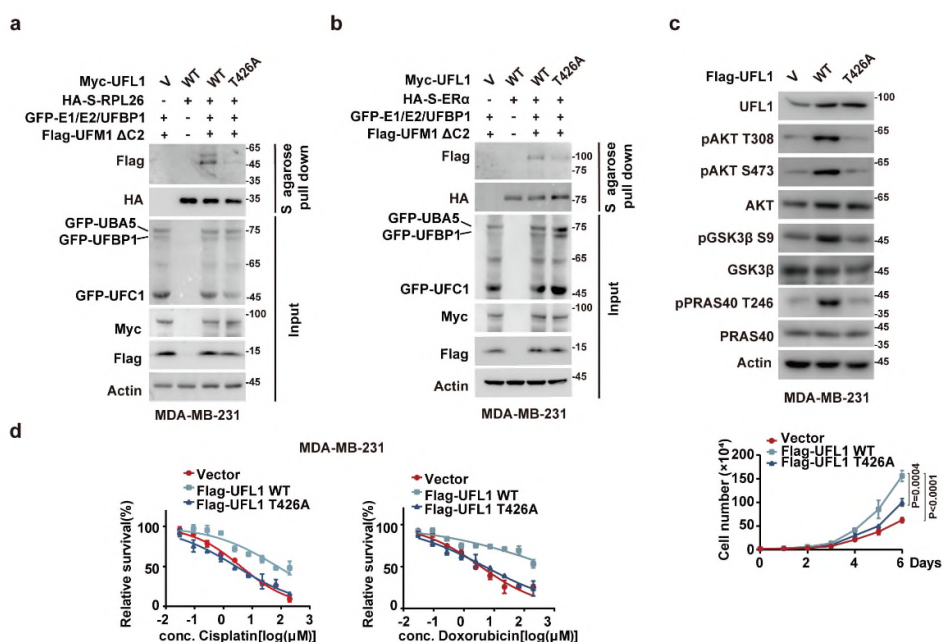 a
Myc-UFL1 V WT WT T426A
HA-S-RPL26 - + + +
GFP-E1/E2/UFBP1 + - + +
Flag-UFM1 ΔC2 + - + +
Flag -65 -45 -35
HA -35
S agarose pull down
GFP-UBA5 -75
GFP-UFBP1
-65
GFP-UFC1 -45
Myc -100
Flag -15
Actin -45
Input
MDA-MB-231
b
Myc-UFL1 V WT WT T426A
HA-S-ERα - + + +
GFP-E1/E2/UFBP1 + - + +
Flag-UFM1 ΔC2 + - + +
Flag -100
HA -75
S agarose pull down
GFP-UBA5 -75
GFP-UFBP1
-65
GFP-UFC1 -45
Myc -100
Flag -15
Actin -45
Input
MDA-MB-231
c
Flag-UFL1 V WT T426A
UFL1 -100
pAKT T308 -60
pAKT S473 -60
AKT -60
pGSK3β S9 -45
GSK3β -45
pPRAS40 T246 -45 -35
PRAS40 -45 -35
Actin -45
MDA-MB-231
d
MDA-MB-231
Vector
Flag-UFL1 WT
Flag-UFL1 T426A
Relative survival(%)
100
50
0
-2 -1 0 1 2 3
conc. Cisplatin[log(μM)]
Vector
Flag-UFL1 WT
Flag-UFL1 T426A
Relative survival(%)
100
50
0
-2 -1 0 1 2 3
conc. Doxorubicin[log(μM)]
Vector
Flag-UFL1 WT
Flag-UFL1 T426A
Cell number (×10⁴)
200
150
100
50
0
0 2 4 6 Days
P=0.0004
P<0.0001